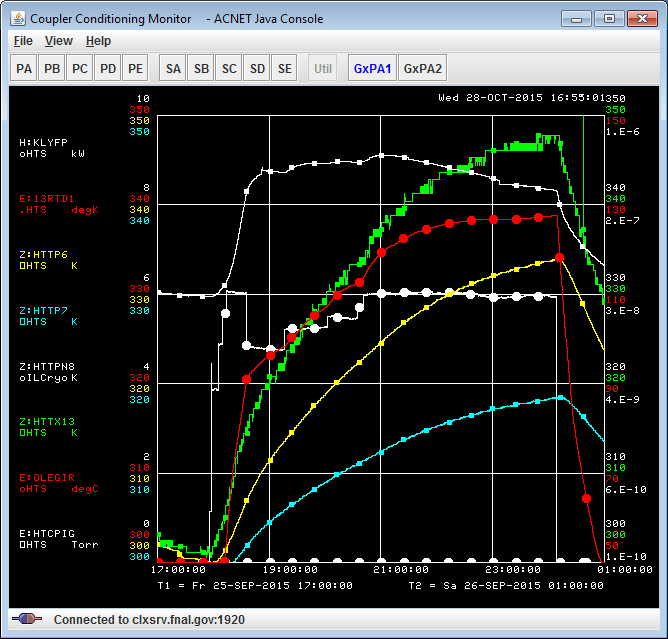 Coupler Conditioning Monitor - ACNET Java Console
File View Help
PA PB PC PD PE SA SB SC SD SE Util GxPA1 GxPA2
Wed 28-OCT-2015 16:55:01
10 350
350 350
350 150
350 1.E-6
H:KLYFP
oHTS kW
8 340
E:13RTD1 340 340
.HTS degK 340 130
340 2.E-7
Z:HTTP6
OHTS K
6 330
330 330
330 110
330 3.E-8
Z:HTTP7
OHTS K
4 320
Z:HTTPN8 320 320
oILCryo K 320 90
320 4.E-9
Z:HTTX13
OHTS K
2 310
310 310
E:OLEGIR 310 70
oHTS degC 310 6.E-10
0 300
E:HTCPIG 300 300
OHTS Torr 300 50
300 1.E-10
17:00:00 19:00:00 21:00:00 23:00:00 01:00:00
T1 = Fr 25-SEP-2015 17:00:00 T2 = Sa 26-SEP-2015 01:00:00
Connected to clxsrv.fnal.gov:1920